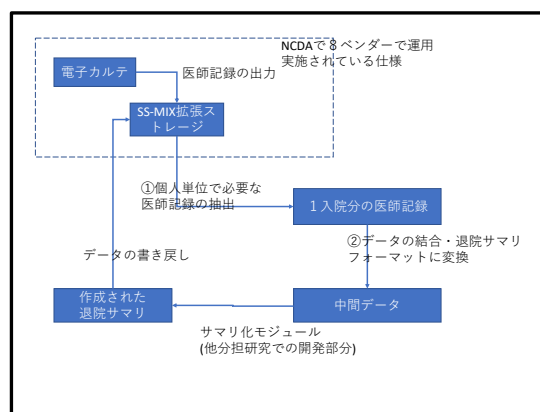 NCDAで８ベンダーで運用
実施されている仕様
電子カルテ
医師記録の出力
SS-MIX拡張ス
トレージ
①個人単位で必要な
医師記録の抽出
１入院分の医師記録
②データの結合・退院サマリ
フォーマットに変換
データの書き戻し
作成された
退院サマリ
中間データ
サマリ化モジュール
(他分担研究での開発部分)